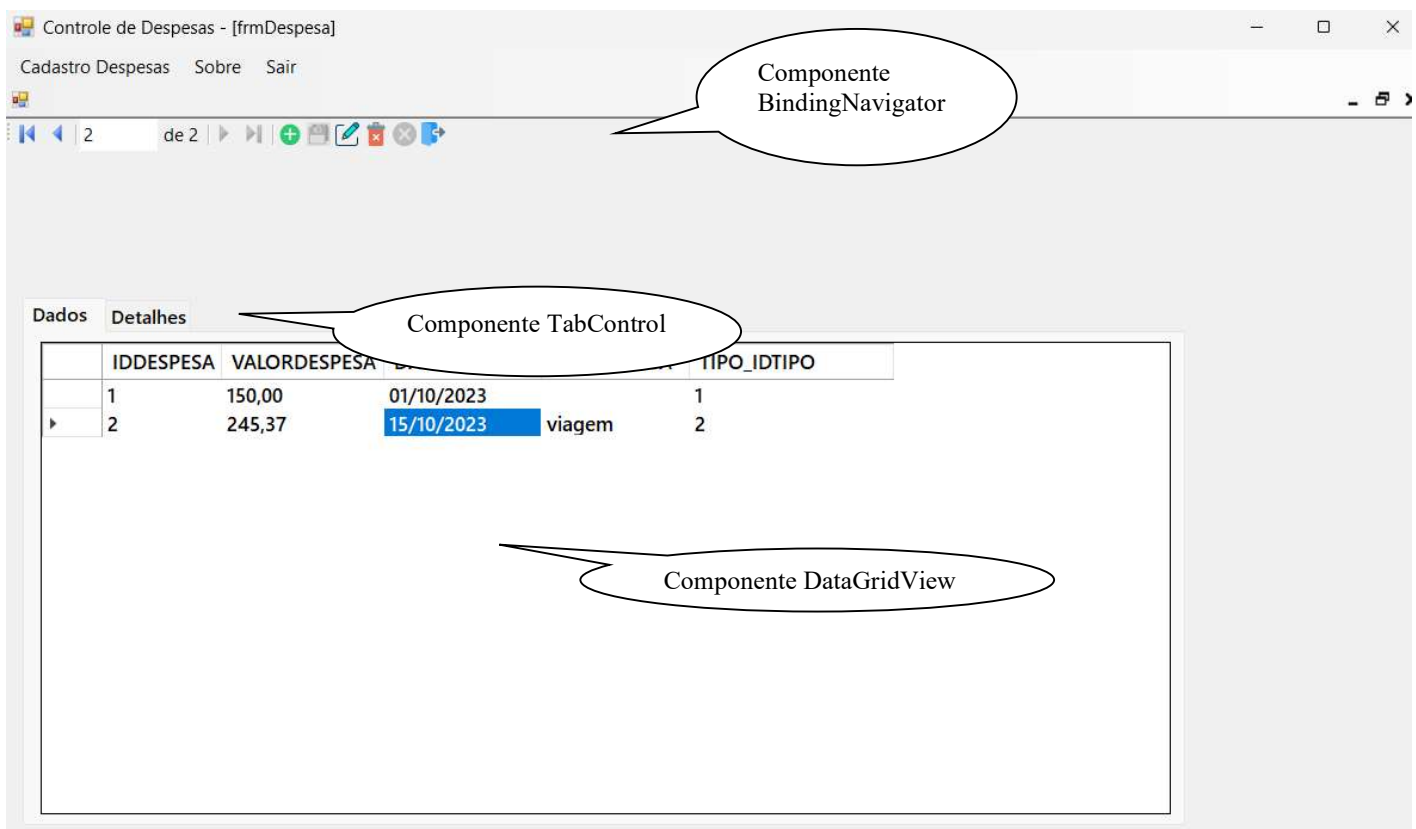 Controle de Despesas - [frmDespesa]
Cadastro Despesas Sobre Sair
Componente
BindingNavigator
2 de 2
Dados Detalhes
Componente TabControl
IDDESPESA VALORDESPESA TIPO_IDTIPO
1 150,00 01/10/2023 1
2 245,37 15/10/2023 viagem 2
Componente DataGridView